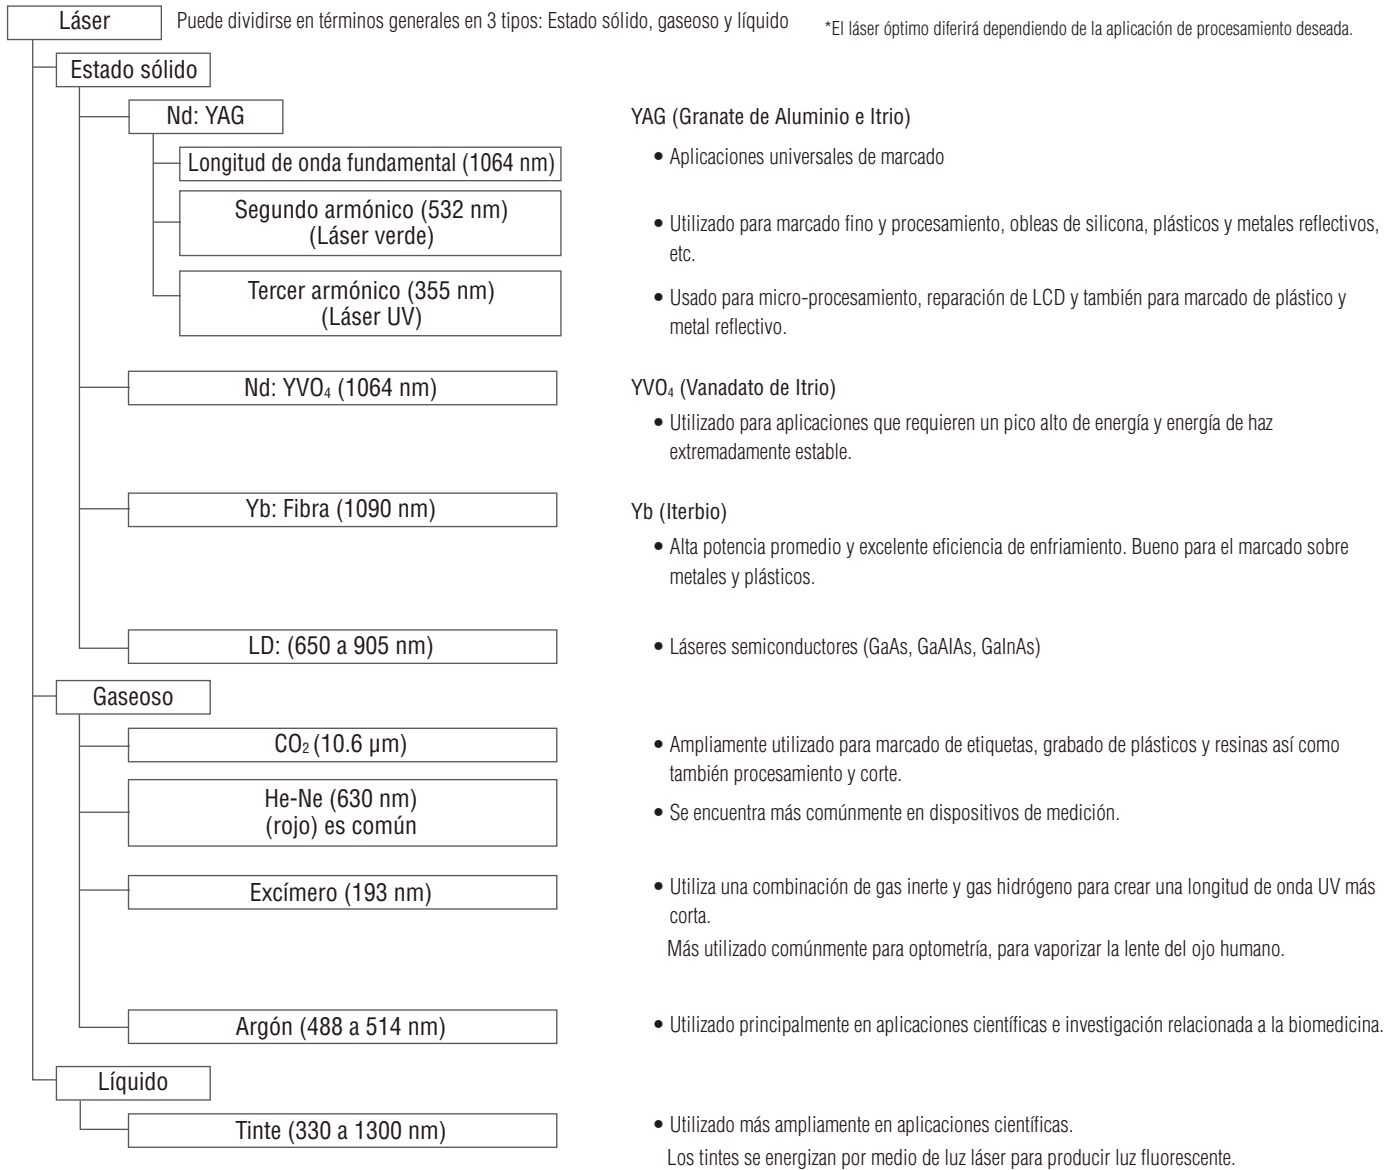 Láser
Puede dividirse en términos generales en 3 tipos: Estado sólido, gaseoso y líquido
*El láser óptimo diferirá dependiendo de la aplicación de procesamiento deseada.
Estado sólido
Nd: YAG
YAG (Granate de Aluminio e Itrio)
Longitud de onda fundamental (1064 nm)
• Aplicaciones universales de marcado
Segundo armónico (532 nm)
(Láser verde)
• Utilizado para marcado fino y procesamiento, obleas de silicona, plásticos y metales reflectivos,
etc.
Tercer armónico (355 nm)
(Láser UV)
• Usado para micro-procesamiento, reparación de LCD y también para marcado de plástico y
metal reflectivo.
Nd: YVO₄ (1064 nm)
YVO₄ (Vanadato de Itrio)
• Utilizado para aplicaciones que requieren un pico alto de energía y energía de haz
extremadamente estable.
Yb: Fibra (1090 nm)
Yb (Iterbio)
• Alta potencia promedio y excelente eficiencia de enfriamiento. Bueno para el marcado sobre
metales y plásticos.
LD: (650 a 905 nm)
• Láseres semiconductores (GaAs, GaAlAs, GaInAs)
Gaseoso
CO₂ (10.6 µm)
• Ampliamente utilizado para marcado de etiquetas, grabado de plásticos y resinas así como
también procesamiento y corte.
He-Ne (630 nm)
(rojo) es común
• Se encuentra más comúnmente en dispositivos de medición.
Excímero (193 nm)
• Utiliza una combinación de gas inerte y gas hidrógeno para crear una longitud de onda UV más
corta.
Más utilizado comúnmente para optometría, para vaporizar la lente del ojo humano.
Argón (488 a 514 nm)
• Utilizado principalmente en aplicaciones científicas e investigación relacionada a la biomedicina.
Líquido
Tinte (330 a 1300 nm)
• Utilizado más ampliamente en aplicaciones científicas.
Los tintes se energizan por medio de luz láser para producir luz fluorescente.